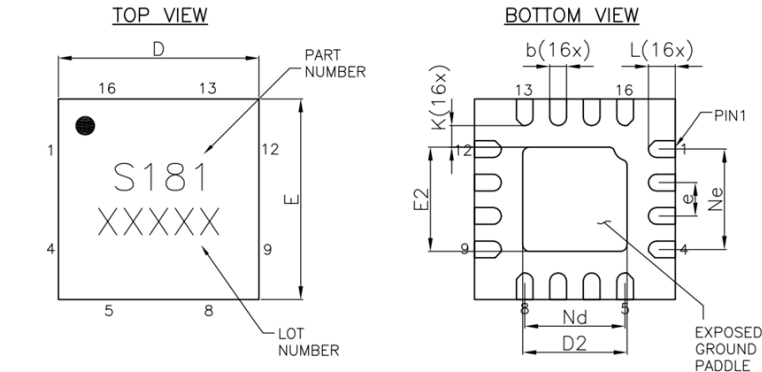 TOP VIEW
BOTTOM VIEW
D
PART
NUMBER
16
13
1
12
S181
XXXXX
E
4
9
5
8
LOT
NUMBER
b(16x)
L(16x)
13
16
K(16x)
PIN1
12
1
E2
e
Ne
9
4
8
5
Nd
D2
EXPOSED
GROUND
PADDLE